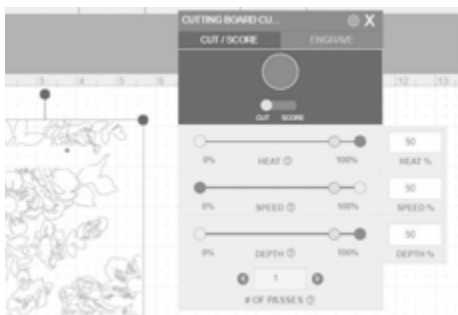 CUTTING BOARD CU... X
CUT / SCORE ENGRAVE
CUT SCORE
3 4 5 6 12 13
0% HEAT 100% 90 HEAT %
0% SPEED 100% 90 SPEED %
0% DEPTH 100% 90 DEPTH %
1
# OF PASSES